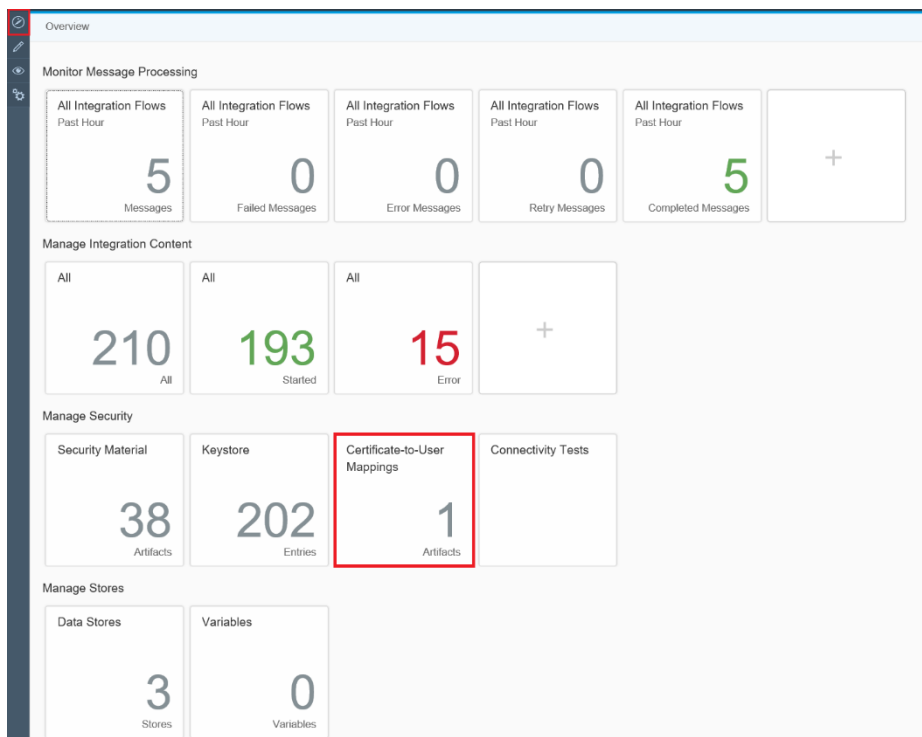 Overview
Monitor Message Processing
All Integration Flows
Past Hour
5
Messages
All Integration Flows
Past Hour
0
Failed Messages
All Integration Flows
Past Hour
0
Error Messages
All Integration Flows
Past Hour
0
Retry Messages
All Integration Flows
Past Hour
5
Completed Messages
+
Manage Integration Content
All
210
All
All
193
Started
All
15
Error
+
Manage Security
Security Material
38
Artifacts
Keystore
202
Entries
Certificate-to-User
Mappings
1
Artifacts
Connectivity Tests
Manage Stores
Data Stores
3
Stores
Variables
0
Variables